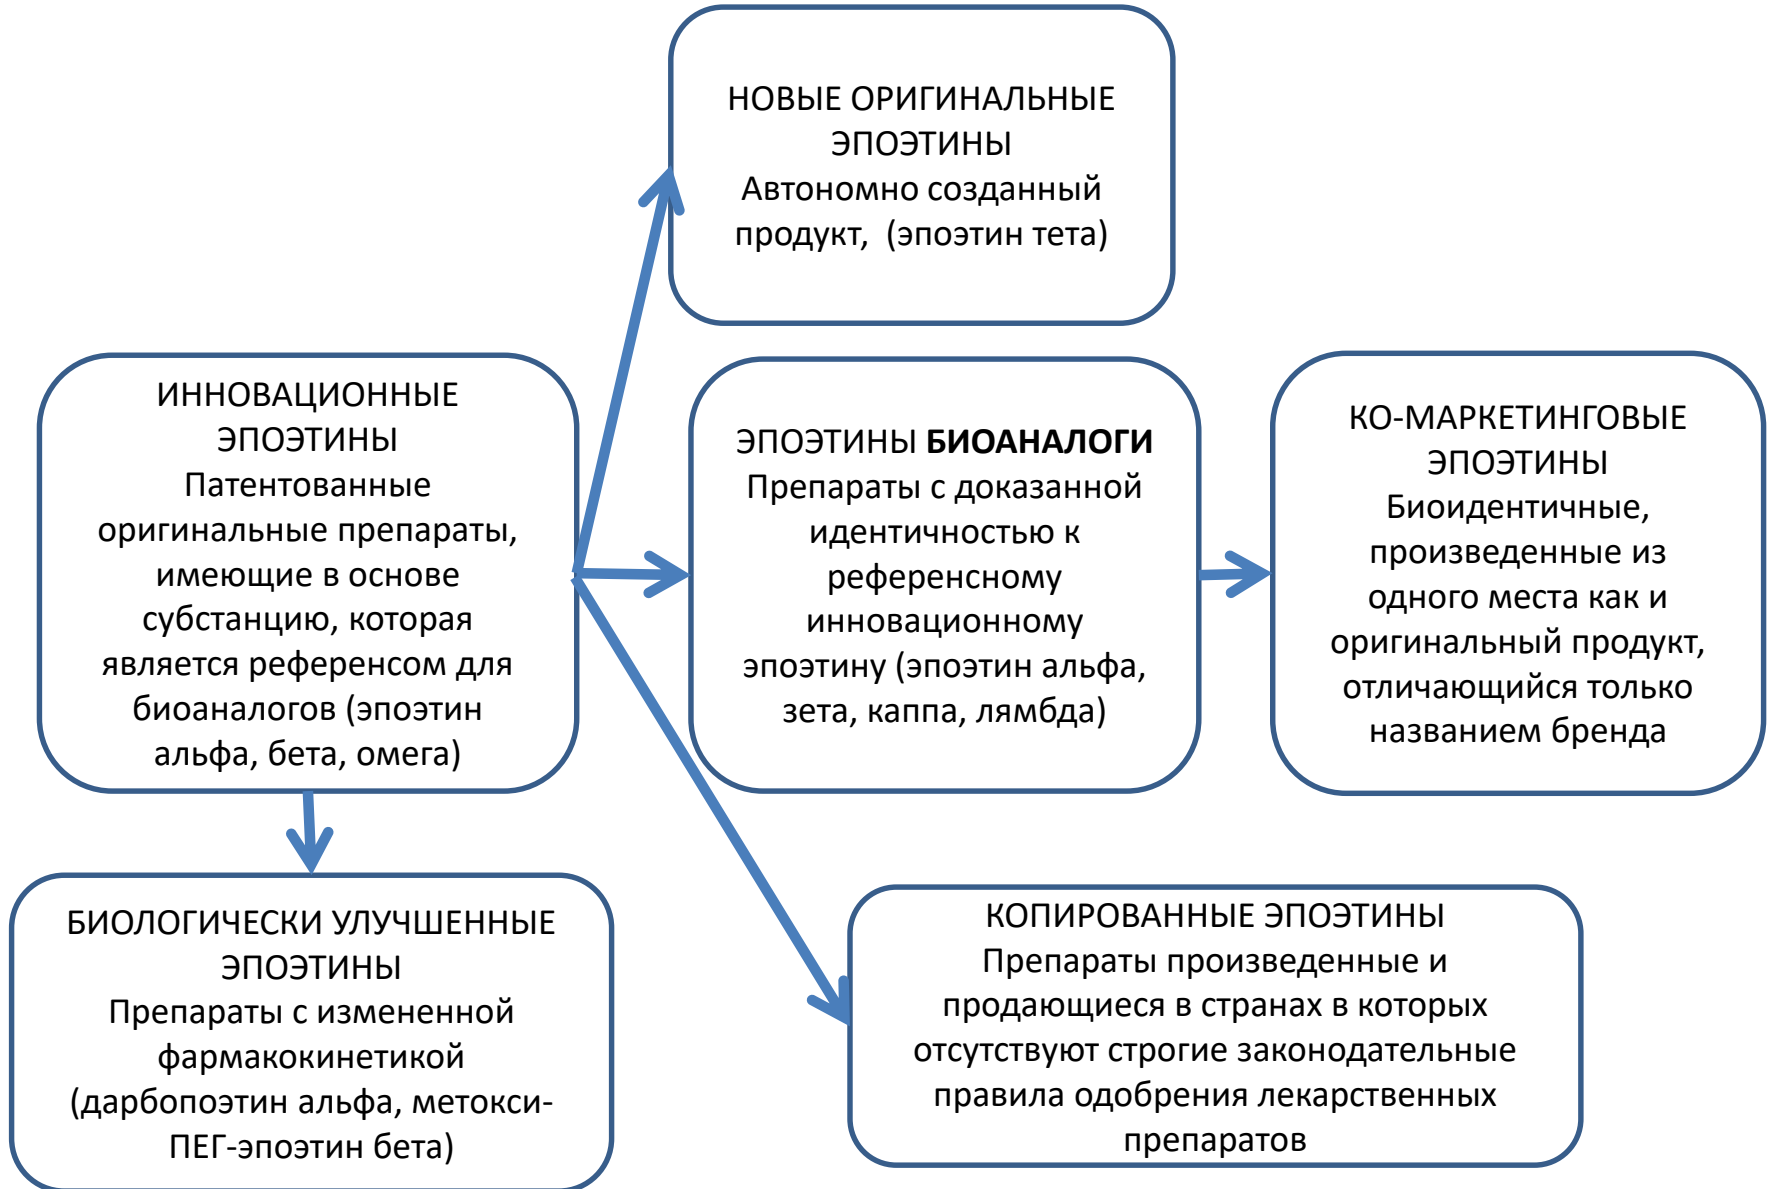 НОВЫЕ ОРИГИНАЛЬНЫЕ
ЭПОЭТИНЫ
Автономно созданный
продукт, (эпоэтин тета)
ИННОВАЦИОННЫЕ
ЭПОЭТИНЫ
Патентованные
оригинальные препараты,
имеющие в основе
субстанцию, которая
является референсом для
биоаналогов (эпоэтин
альфа, бета, омега)
ЭПОЭТИНЫ БИОАНАЛОГИ
Препараты с доказанной
идентичностью к
референсному
инновационному
эпоэтину (эпоэтин альфа,
зета, каппа, лямбда)
КО-МАРКЕТИНГОВЫЕ
ЭПОЭТИНЫ
Биоидентичные,
произведенные из
одного места как и
оригинальный продукт,
отличающийся только
названием бренда
БИОЛОГИЧЕСКИ УЛУЧШЕННЫЕ
ЭПОЭТИНЫ
Препараты с измененной
фармакокинетикой
(дарбопоэтин альфа, метокси-
ПЕГ-эпоэтин бета)
КОПИРОВАННЫЕ ЭПОЭТИНЫ
Препараты произведенные и
продающиеся в странах в которых
отсутствуют строгие законодательные
правила одобрения лекарственных
препаратов